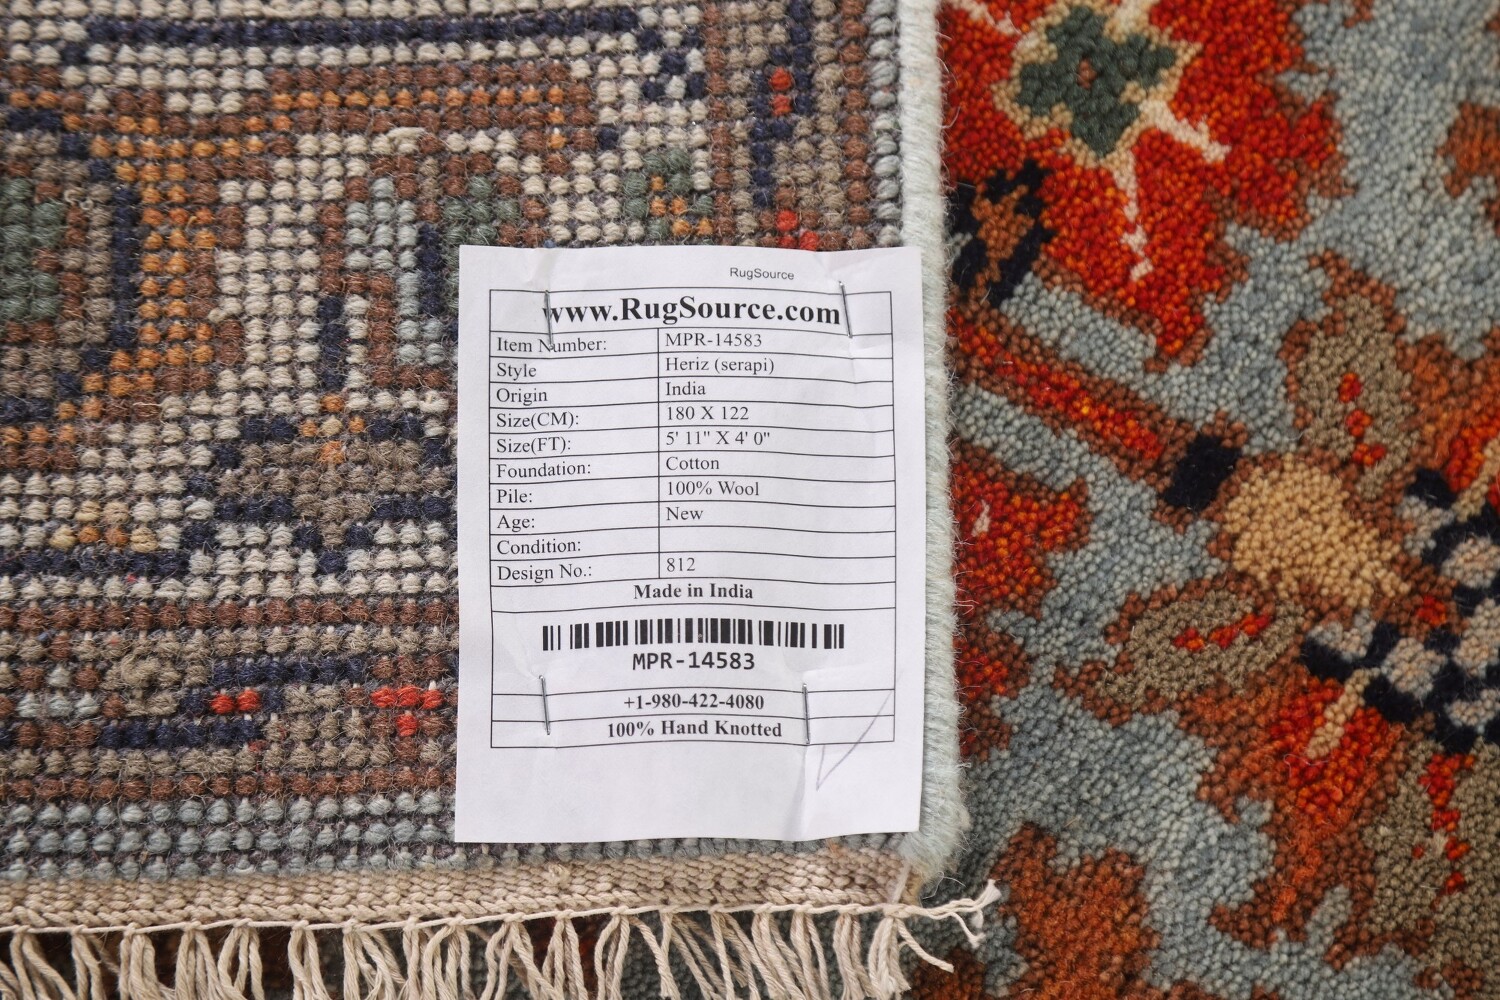 RugSource
www.RugSource.com
Item Number: MPR-14583
Style Heriz (serapi)
Origin India
Size(CM): 180 X 122
Size(FT): 5' 11" X 4' 0"
Foundation: Cotton
Pile: 100% Wool
Age: New
Condition:
Design No.: 812
Made in India
MPR-14583
+1-980-422-4080
100% Hand Knotted